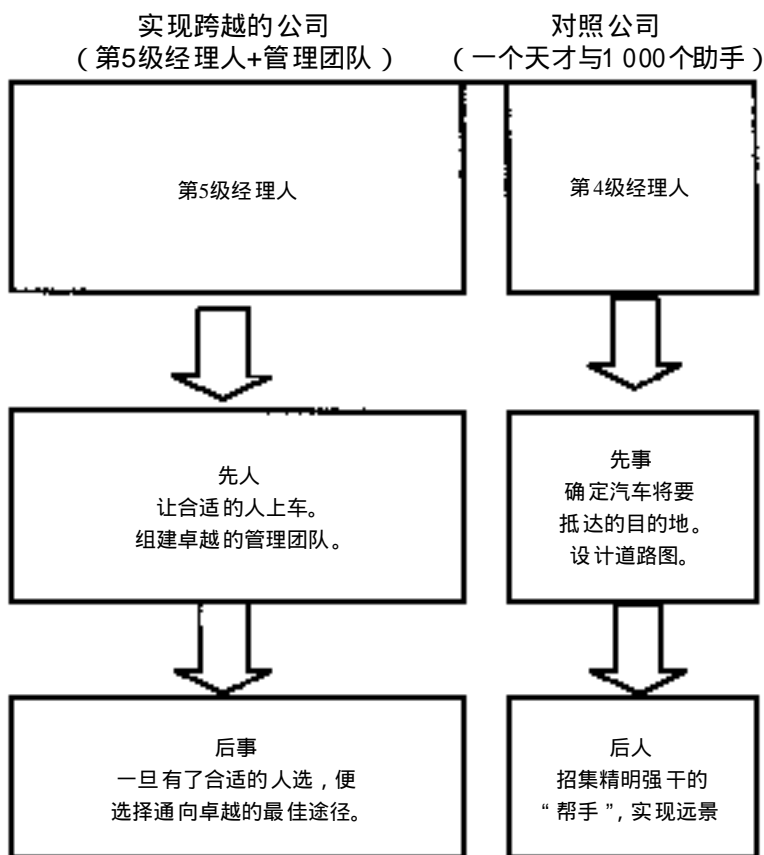 实现跨越的公司
（第5级经理人+管理团队）
对照公司
（一个天才与1 000个助手）
第5级经理人
第4级经理人
先人
让合适的人上车。
组建卓越的管理团队。
先事
确定汽车将要
抵达的目的地。
设计道路图。
后事
一旦有了合适的人选，便
选择通向卓越的最佳途径。
后人
招集精明强干的
“帮手”，实现远景